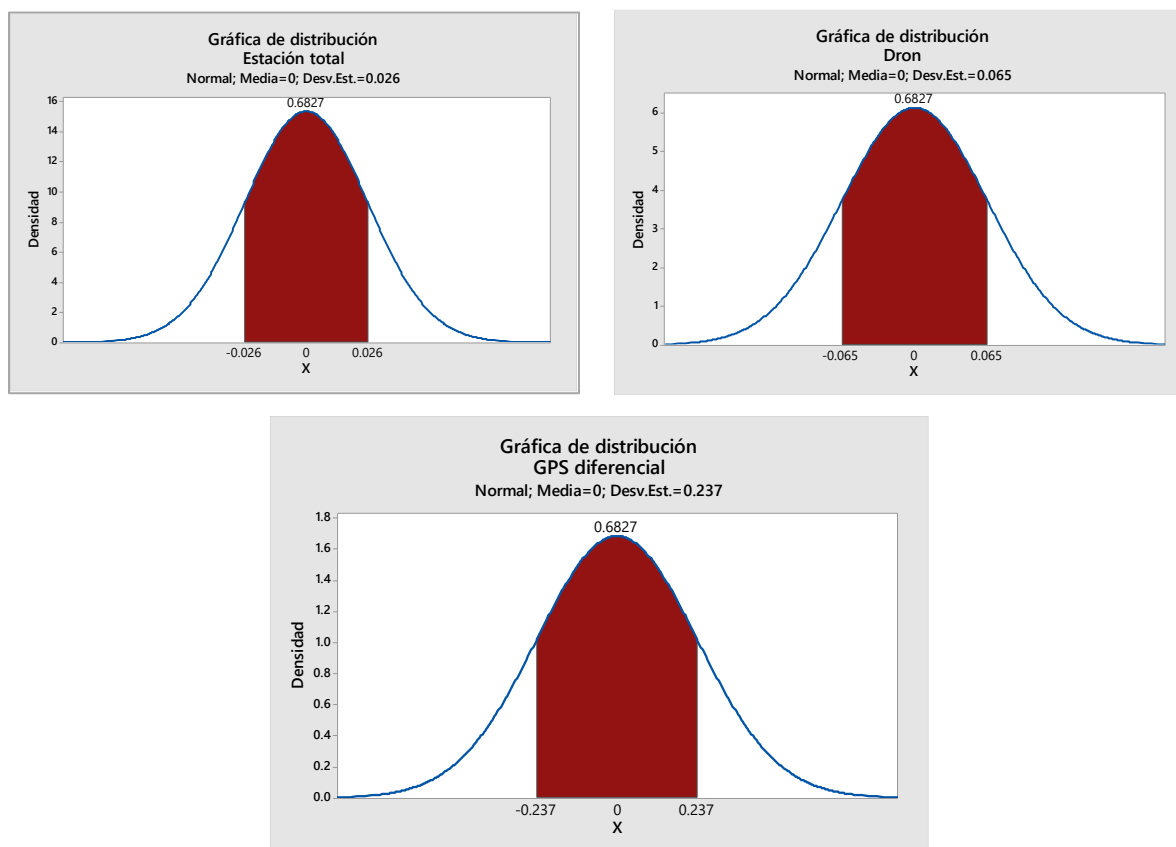 Gráfica de distribución
Estación total
Normal; Media=0; Desv.Est.=0.026
16
14
12
10
8
6
4
2
0
Densidad
0.6827
-0.026 0 0.026
X
Gráfica de distribución
Dron
Normal; Media=0; Desv.Est.=0.065
6
5
4
3
2
1
0
Densidad
0.6827
-0.065 0 0.065
X
Gráfica de distribución
GPS diferencial
Normal; Media=0; Desv.Est.=0.237
1.8
1.6
1.4
1.2
1.0
0.8
0.6
0.4
0.2
0.0
Densidad
0.6827
-0.237 0 0.237
X